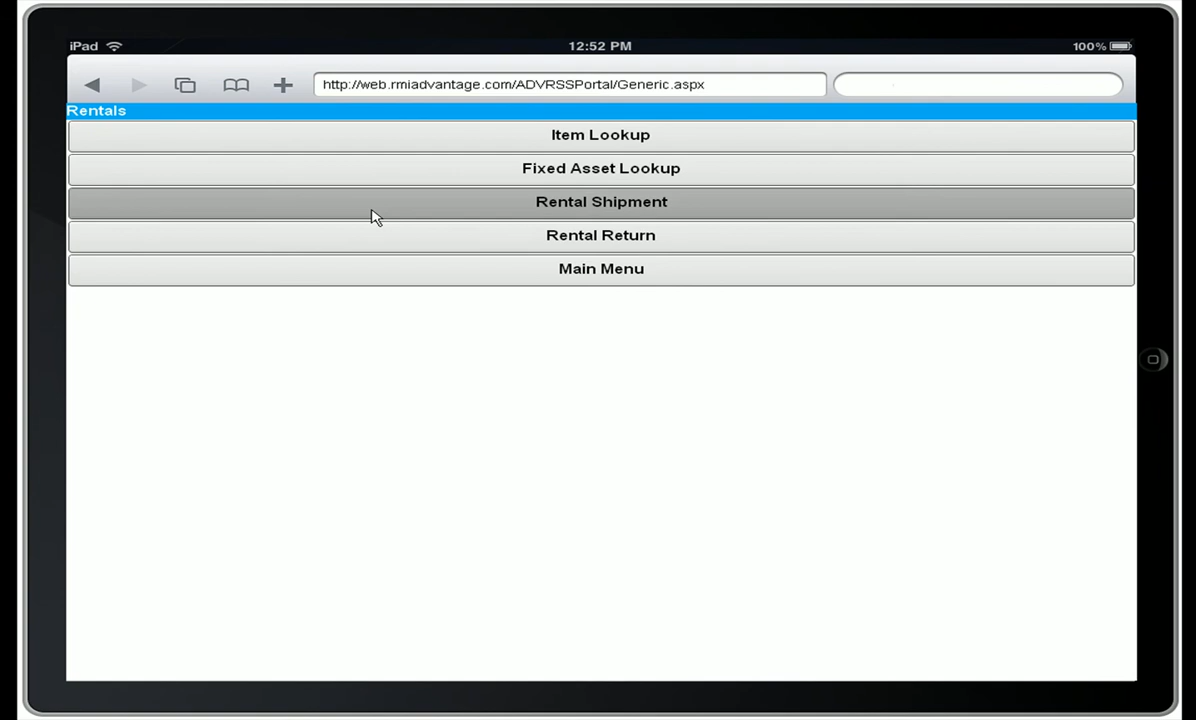 iPad
12:52 PM
100%
http://web.rmiadvantage.com/ADVRSSPortal/Generic.aspx
Rentals
Item Lookup
Fixed Asset Lookup
Rental Shipment
Rental Return
Main Menu